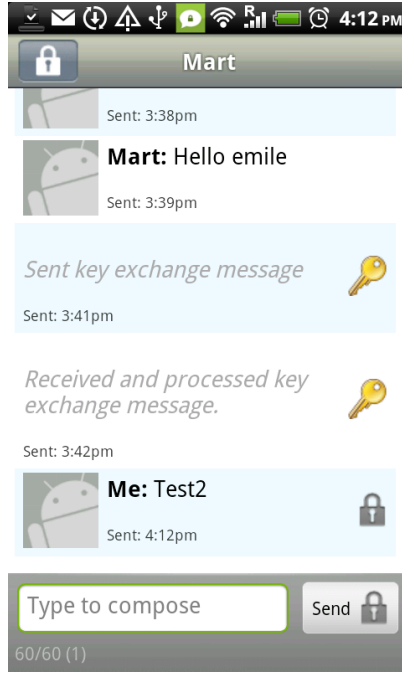 R
4:12 PM
Mart
Sent: 3:38pm
Mart: Hello emile
Sent: 3:39pm
Sent key exchange message
Sent: 3:41pm
Received and processed key
exchange message.
Sent: 3:42pm
Me: Test2
Sent: 4:12pm
Type to compose
Send
60/60 (1)